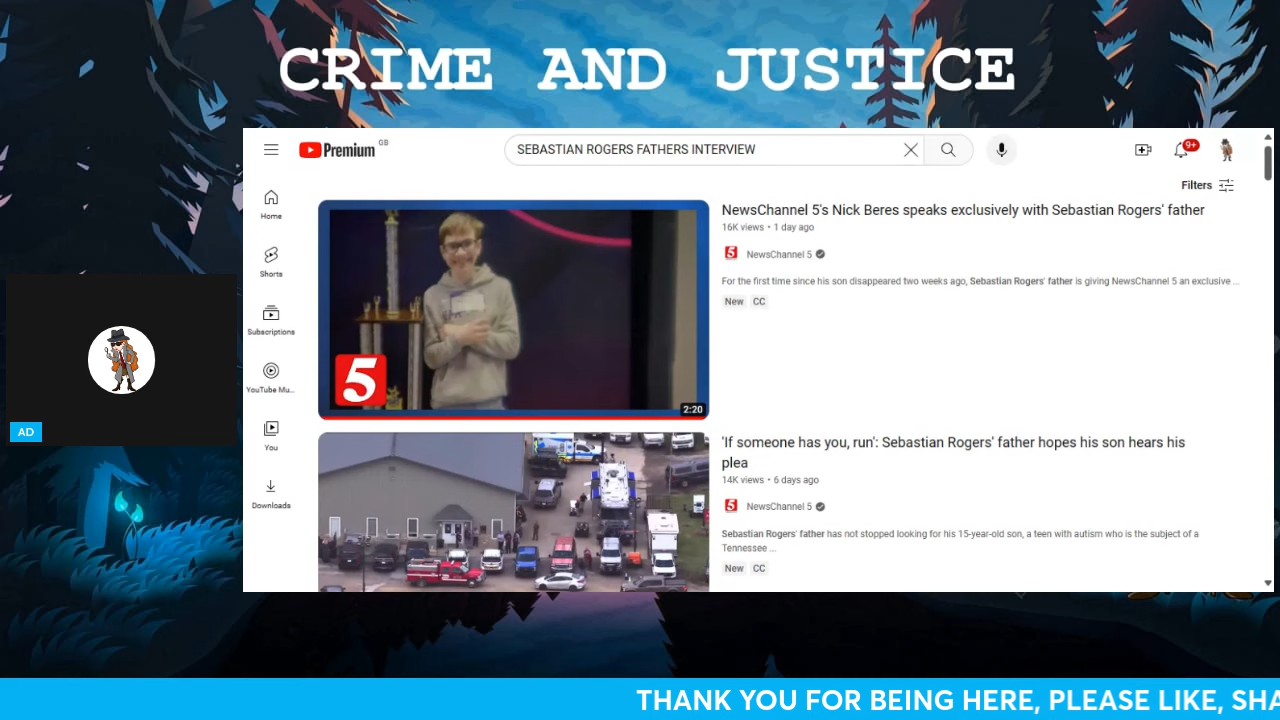 CRIME AND JUSTICE
Premium GB
SEBASTIAN ROGERS FATHERS INTERVIEW
9+
Filters
Home
Shorts
Subscriptions
YouTube Mu...
You
Downloads
5
2:20
NewsChannel 5's Nick Beres speaks exclusively with Sebastian Rogers' father
16K views • 1 day ago
5 NewsChannel 5
For the first time since his son disappeared two weeks ago, Sebastian Rogers' father is giving NewsChannel 5 an exclusive ...
New CC
'If someone has you, run': Sebastian Rogers' father hopes his son hears his
plea
14K views • 6 days ago
5 NewsChannel 5
Sebastian Rogers' father has not stopped looking for his 15-year-old son, a teen with autism who is the subject of a
Tennessee ...
New CC
AD
THANK YOU FOR BEING HERE, PLEASE LIKE, SHA